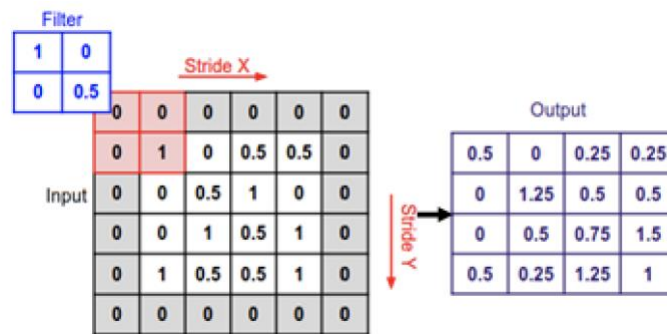 Filter
1 0
0 0.5
Stride X
0 0 0 0 0 0
0 1 0 0.5 0.5 0
0 0 0.5 1 0 0
0 0 1 0.5 1 0
0 1 0.5 0.5 1 0
0 0 0 0 0 0
Input
Stride Y
Output
0.5 0 0.25 0.25
0 1.25 0.5 0.5
0 0.5 0.75 1.5
0.5 0.25 1.25 1